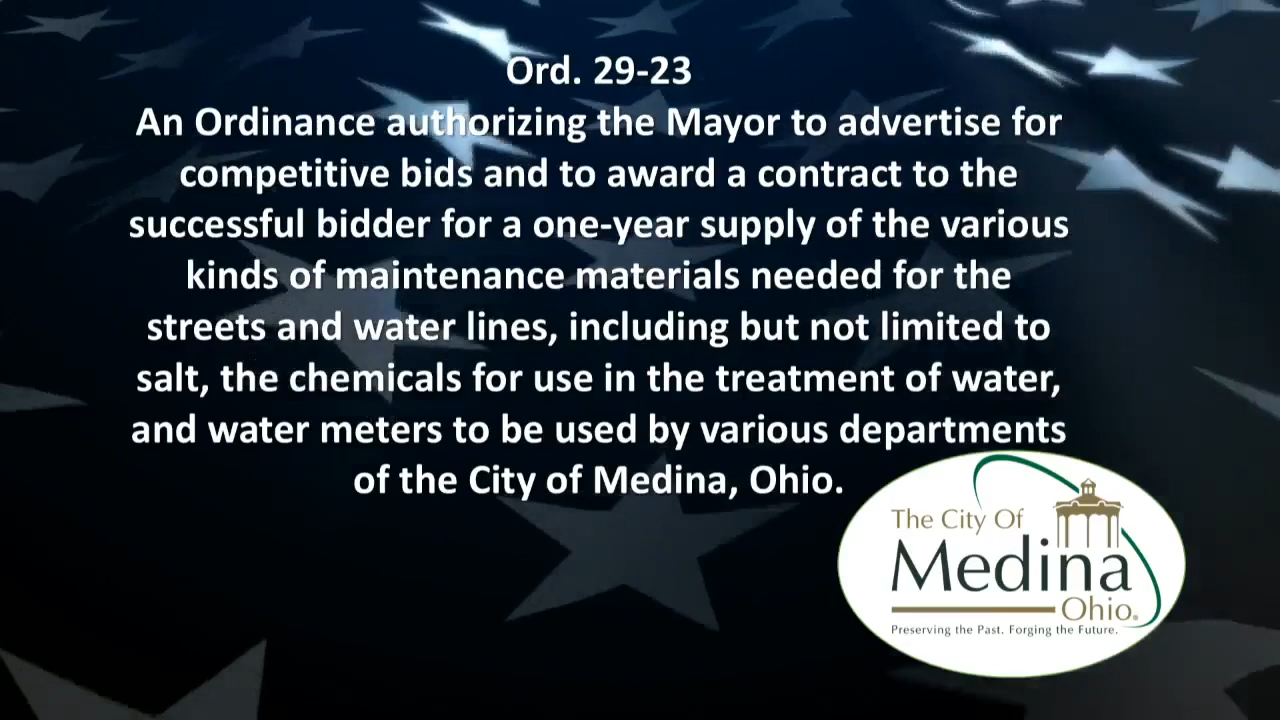 Ord. 29-23
An Ordinance authorizing the Mayor to advertise for
competitive bids and to award a contract to the
successful bidder for a one-year supply of the various
kinds of maintenance materials needed for the
streets and water lines, including but not limited to
salt, the chemicals for use in the treatment of water,
and water meters to be used by various departments
of the City of Medina, Ohio.
The City Of
Medina
Ohio®
Preserving the Past. Forging the Future.